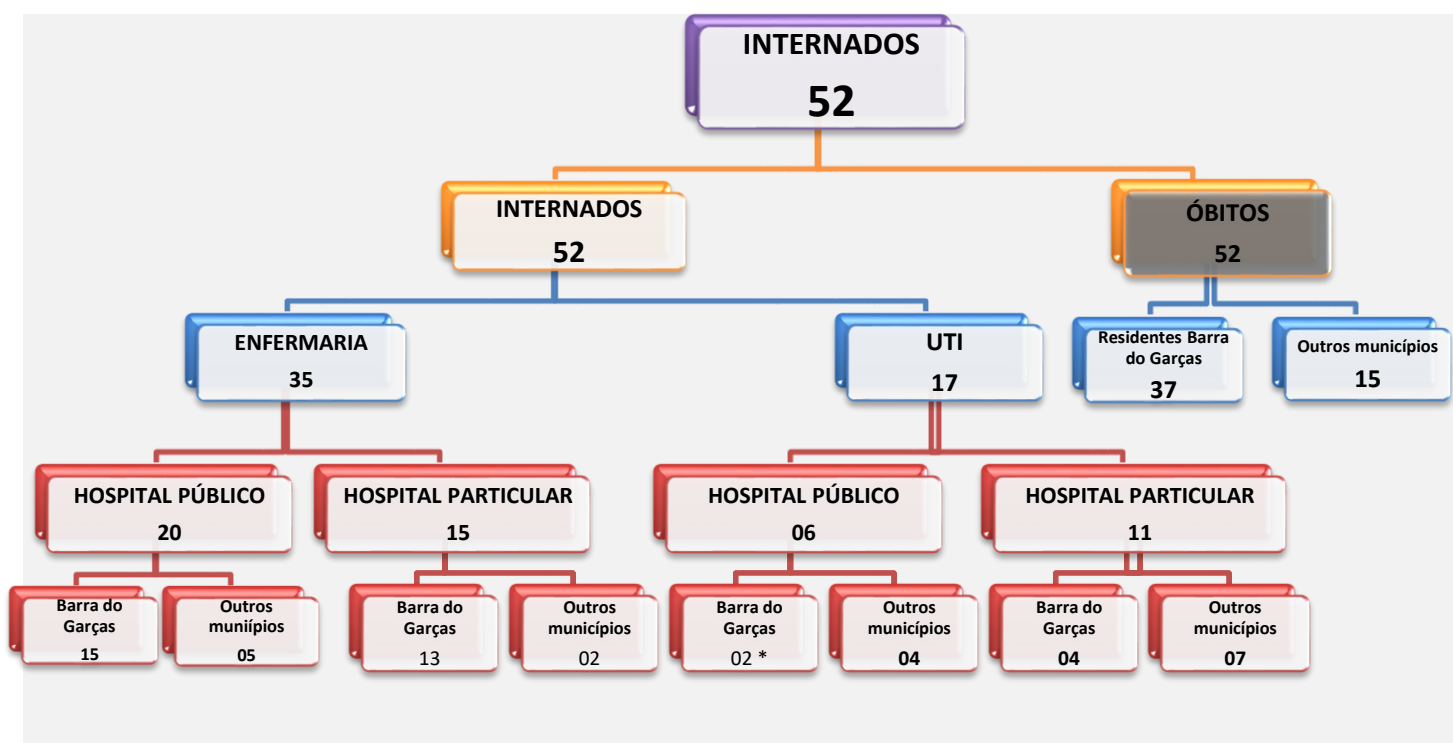 INTERNADOS
52
INTERNADOS
52
ÓBITOS
52
ENFERMARIA
35
UTI
17
Residentes Barra
do Garças
37
Outros municípios
15
HOSPITAL PÚBLICO
20
HOSPITAL PARTICULAR
15
HOSPITAL PÚBLICO
06
HOSPITAL PARTICULAR
11
Barra do
Garças
15
Outros
muniípios
05
Barra do
Garças
13
Outros
municípios
02
Barra do
Garças
02 *
Outros
municípios
04
Barra do
Garças
04
Outros
municípios
07